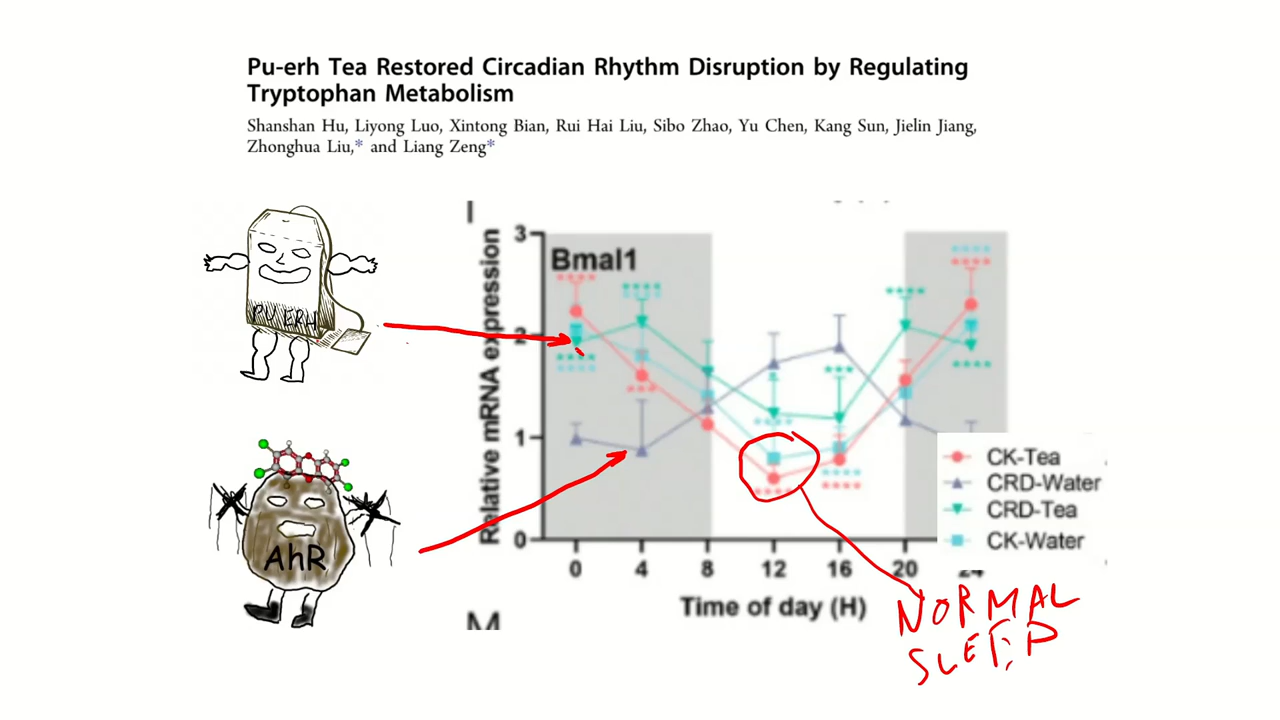 Pu-erh Tea Restored Circadian Rhythm Disruption by Regulating
Tryptophan Metabolism
Shanshan Hu, Liyong Luo, Xintong Bian, Rui Hai Liu, Sibo Zhao, Yu Chen, Kang Sun, Jielin Jiang,
Zhonghua Liu,* and Liang Zeng*
PU ERH
AhR
Bmal1
Relative mRNA expression
3
2
1
0
0 4 8 12 16 20 24
Time of day (H)
****
****
****
****
****
****
***
****
****
****
***
****
****
****
****
****
CK-Tea
CRD-Water
CRD-Tea
CK-Water
M
NORMAL
SLEEP